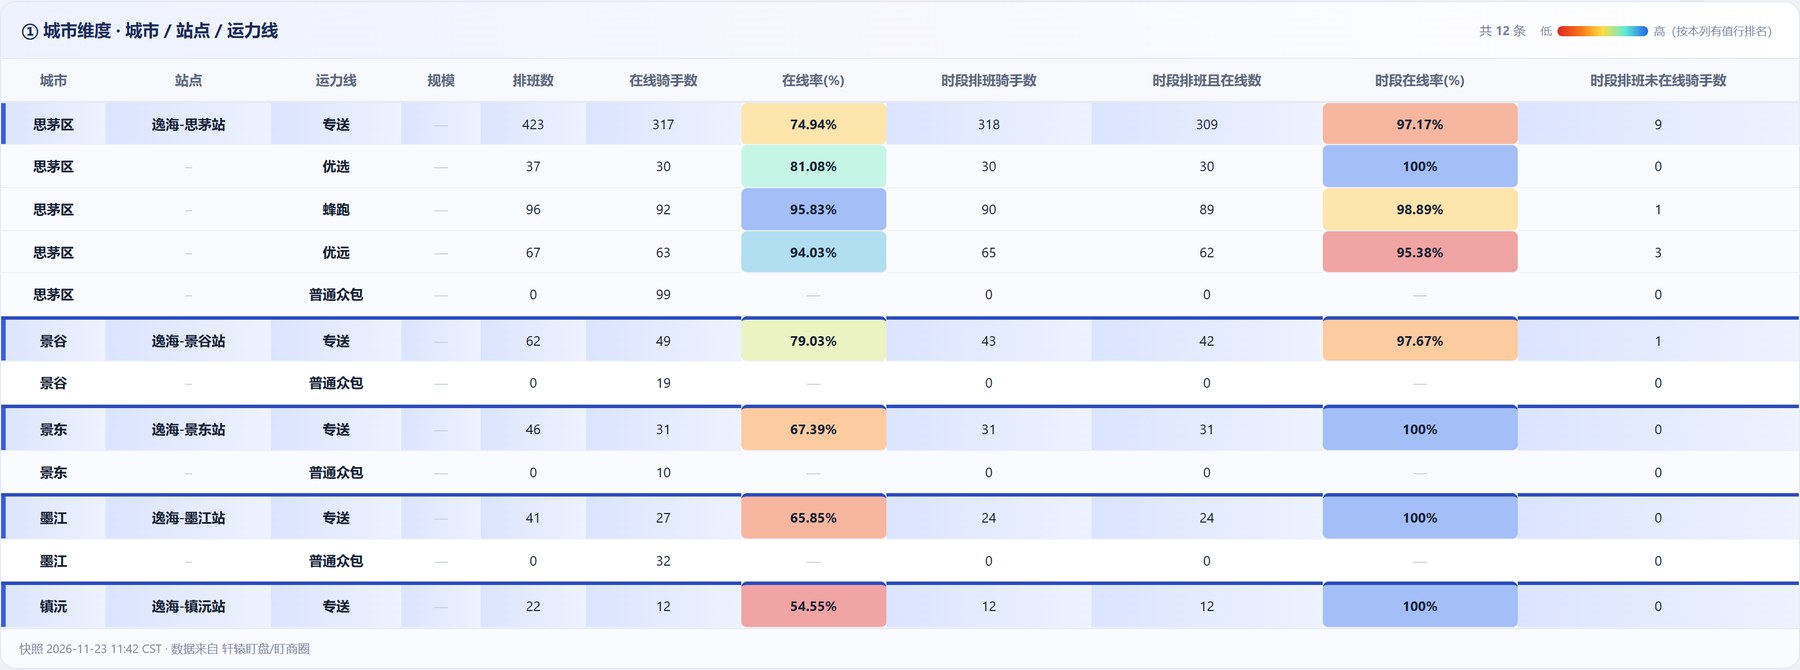 ① 城市维度 · 城市 / 站点 / 运力线
共 12 条 低 高 (按本列有值行排名)
城市 站点 运力线 规模 排班数 在线骑手数 在线率(%) 时段排班骑手数 时段排班且在线数 时段在线率(%) 时段排班未在线骑手数
思茅区 逸海-思茅站 专送 — 423 317 74.94% 318 309 97.17% 9
思茅区 – 优选 — 37 30 81.08% 30 30 100% 0
思茅区 – 蜂跑 — 96 92 95.83% 90 89 98.89% 1
思茅区 – 优远 — 67 63 94.03% 65 62 95.38% 3
思茅区 – 普通众包 — 0 99 — 0 0 — 0
景谷 逸海-景谷站 专送 — 62 49 79.03% 43 42 97.67% 1
景谷 – 普通众包 — 0 19 — 0 0 — 0
景东 逸海-景东站 专送 — 46 31 67.39% 31 31 100% 0
景东 – 普通众包 — 0 10 — 0 0 — 0
墨江 逸海-墨江站 专送 — 41 27 65.85% 24 24 100% 0
墨江 – 普通众包 — 0 32 — 0 0 — 0
镇沅 逸海-镇沅站 专送 — 22 12 54.55% 12 12 100% 0
快照 2026-11-23 11:42 CST · 数据来自 轩辕盯盘/盯商圈